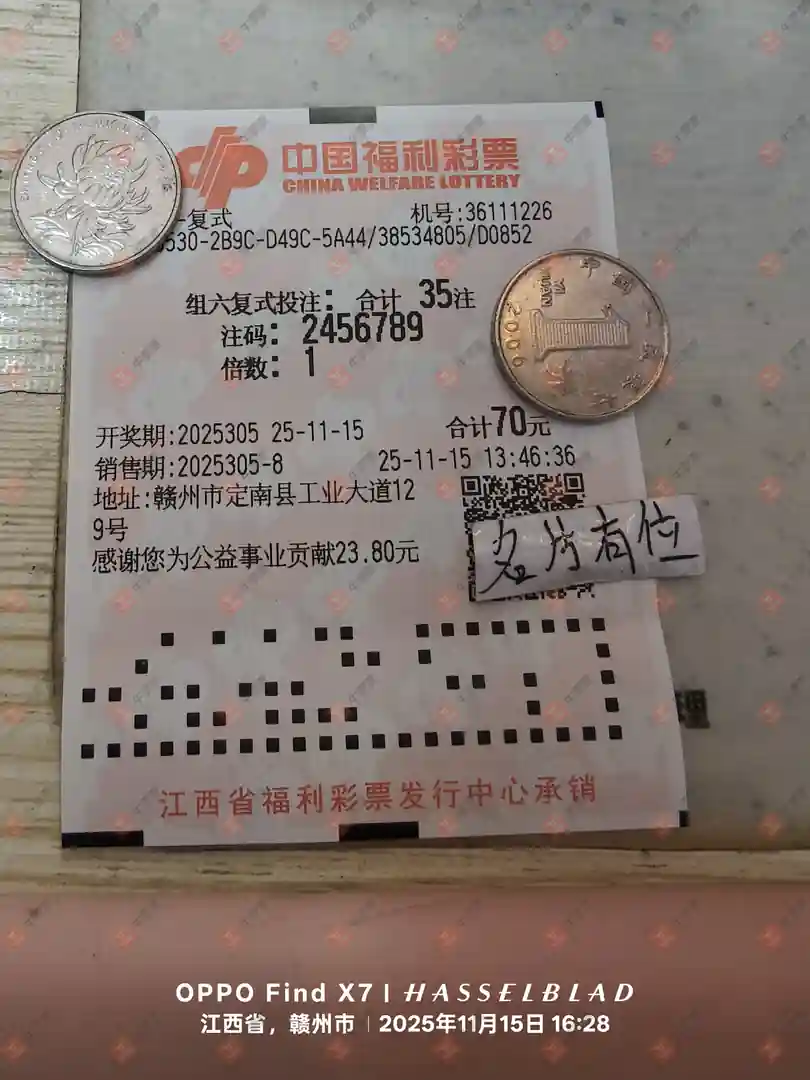 中国福利彩票
CHINA WELFARE LOTTERY
-复式
机号:36111226
530-2B9C-D49C-5A44/38534805/D0852
组六复式投注: 合计 35注
注码: 2456789
倍数: 1
开奖期:2025305 25-11-15
合计70元
销售期:2025305-8
25-11-15 13:46:36
地址:赣州市定南县工业大道12
9号
感谢您为公益事业贡献23.80元
名片有位
江西省福利彩票发行中心承销
2006
OPPO Find X7 | HASSELBLAD
江西省，赣州市 | 2025年11月15日 16:28